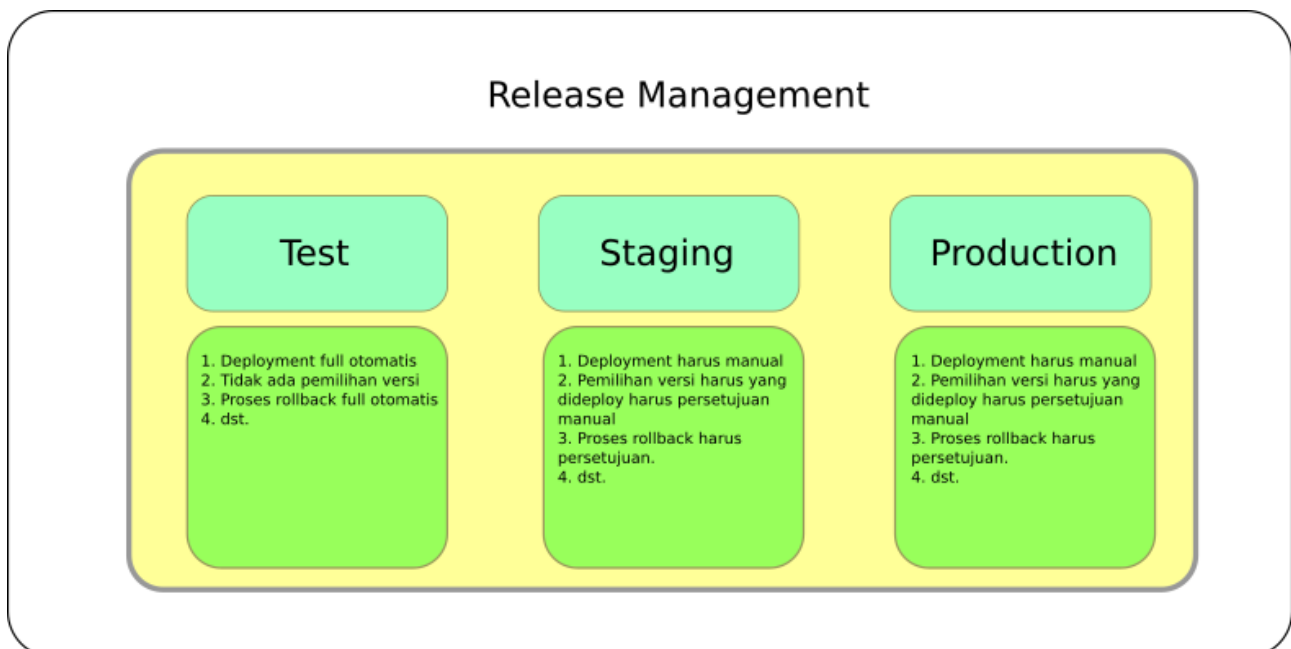 Release Management
Test
Staging
Production
1. Deployment full otomatis
2. Tidak ada pemilihan versi
3. Proses rollback full otomatis
4. dst.
1. Deployment harus manual
2. Pemilihan versi harus yang
dideploy harus persetujuan
manual
3. Proses rollback harus
persetujuan.
4. dst.
1. Deployment harus manual
2. Pemilihan versi harus yang
dideploy harus persetujuan
manual
3. Proses rollback harus
persetujuan.
4. dst.